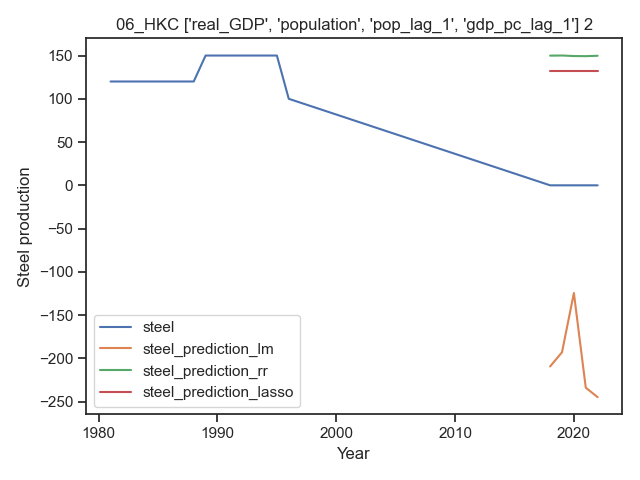 06_HKC ['real_GDP', 'population', 'pop_lag_1', 'gdp_pc_lag_1'] 2
Steel production
150
100
50
0
−50
−100
−150
−200
−250
steel
steel_prediction_lm
steel_prediction_rr
steel_prediction_lasso
1980
1990
2000
2010
2020
Year